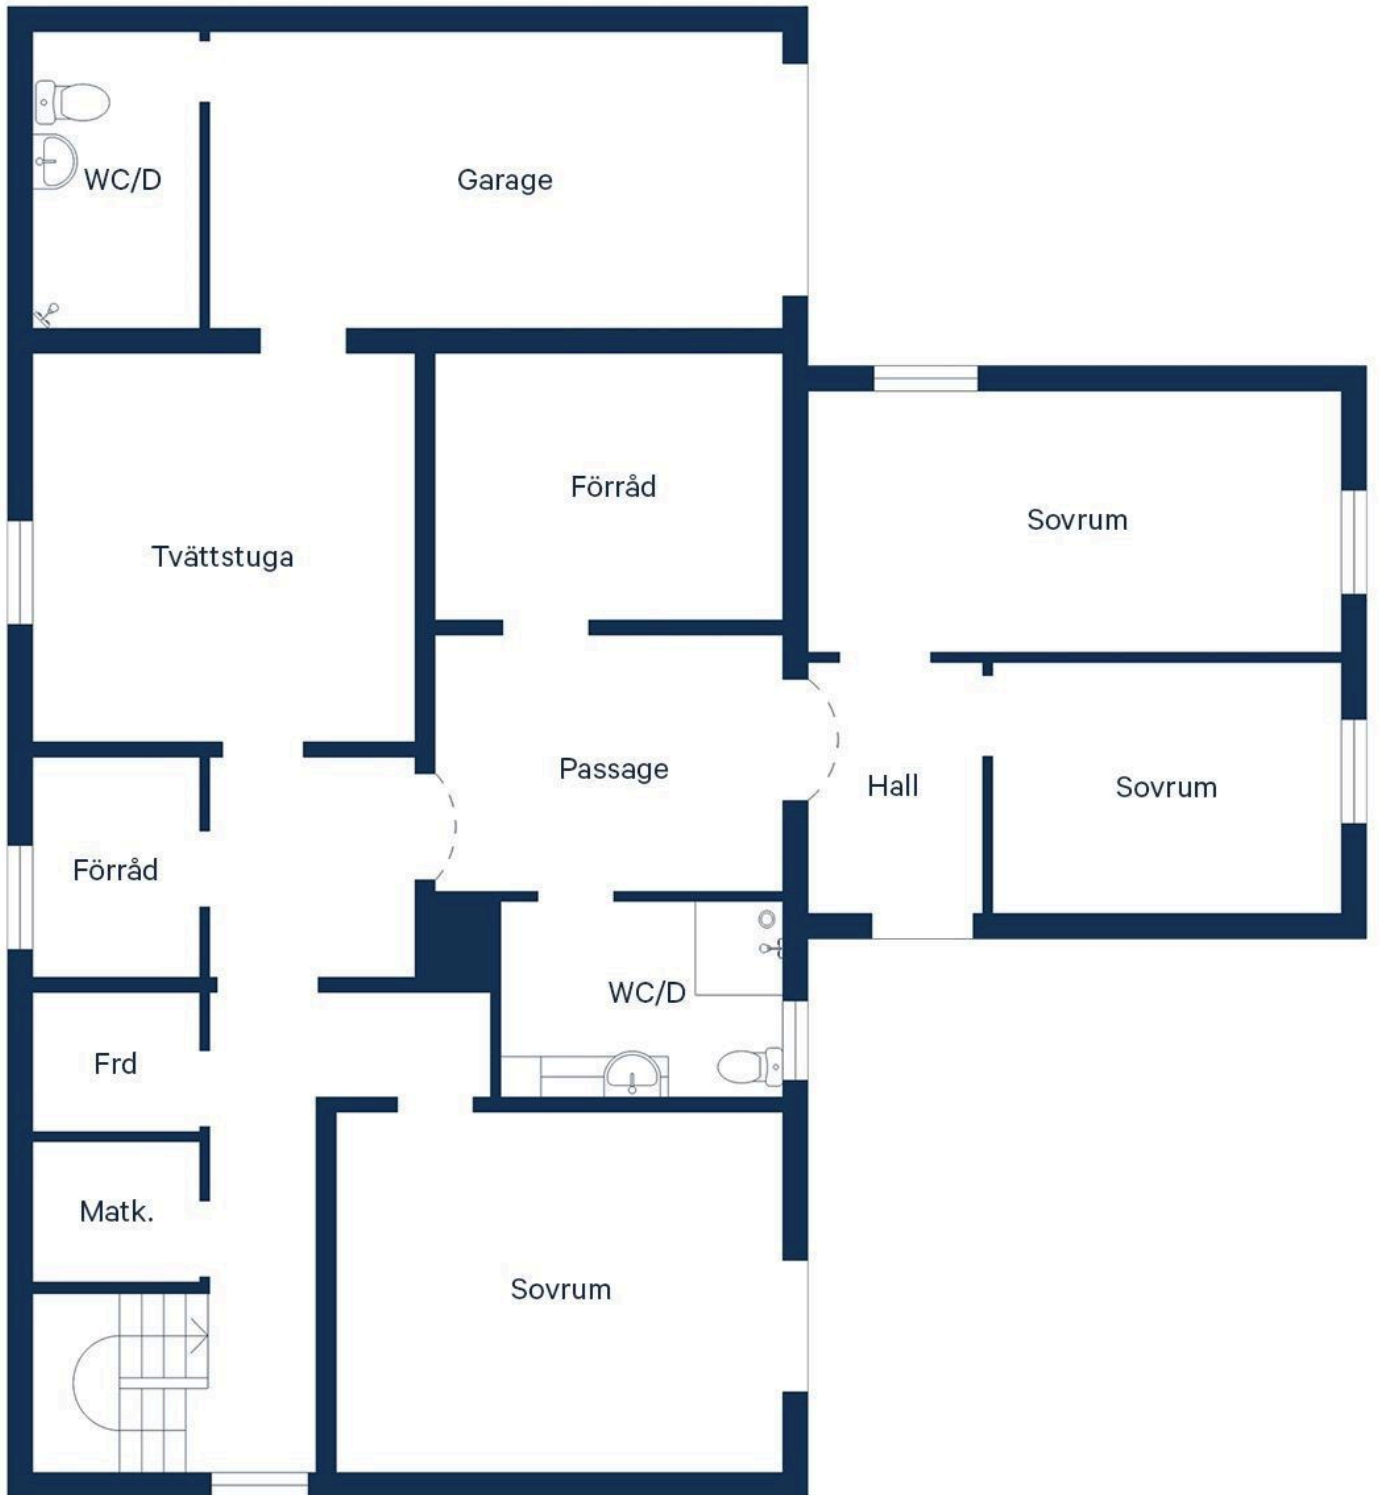 WC/D
Garage
Förråd
Sovrum
Tvättstuga
Passage
Hall
Sovrum
Förråd
WC/D
Frd
Matk.
Sovrum